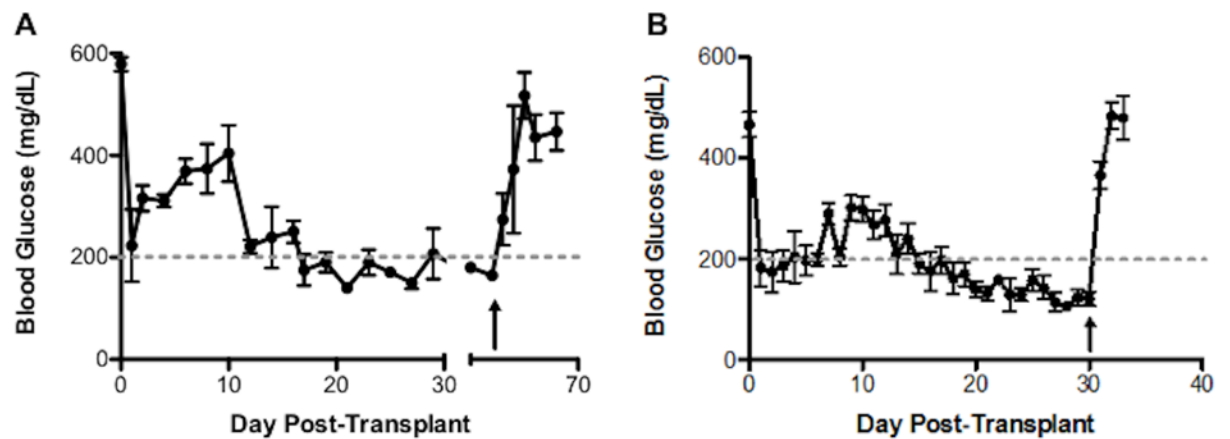 A
Blood Glucose (mg/dL)
600
400
200
0
0 10 20 30 70
Day Post-Transplant
B
Blood Glucose (mg/dL)
600
400
200
0
0 10 20 30 40
Day Post-Transplant